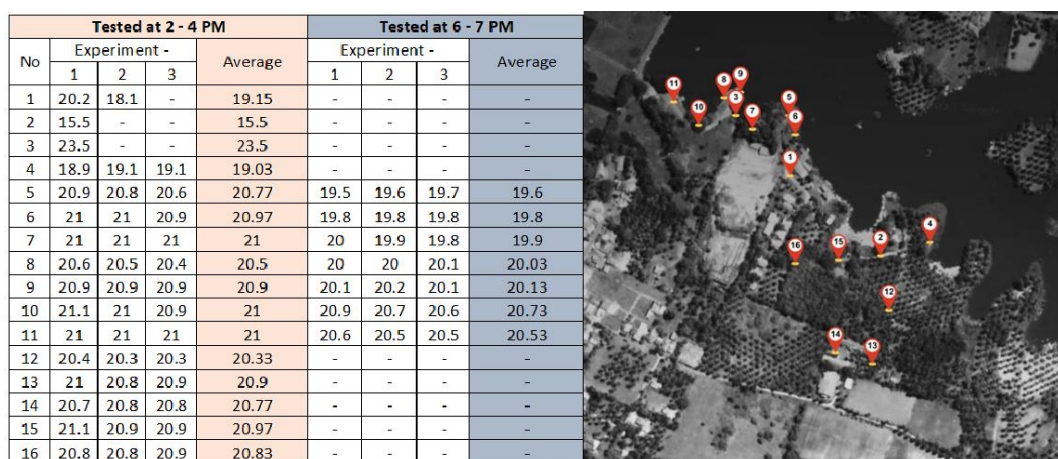 Tested at 2 - 4 PM Tested at 6 - 7 PM
No Experiment - Average Experiment - Average
1 2 3 1 2 3
1 20.2 18.1 - 19.15 - - - -
2 15.5 - - 15.5 - - - -
3 23.5 - - 23.5 - - - -
4 18.9 19.1 19.1 19.03 - - - -
5 20.9 20.8 20.6 20.77 19.5 19.6 19.7 19.6
6 21 21 20.9 20.97 19.8 19.8 19.8 19.8
7 21 21 21 21 20 19.9 19.8 19.9
8 20.6 20.5 20.4 20.5 20 20 20.1 20.03
9 20.9 20.9 20.9 20.9 20.1 20.2 20.1 20.13
10 21.1 21 20.9 21 20.9 20.7 20.6 20.73
11 21 21 21 21 20.6 20.5 20.5 20.53
12 20.4 20.3 20.3 20.33 - - - -
13 21 20.8 20.9 20.9 - - - -
14 20.7 20.8 20.8 20.77 - - - -
15 21.1 20.9 20.9 20.97 - - - -
16 20.8 20.8 20.9 20.83 - - - -
9
11 8
5
10 3 7 6
1
4
16 15 2
12
14 13